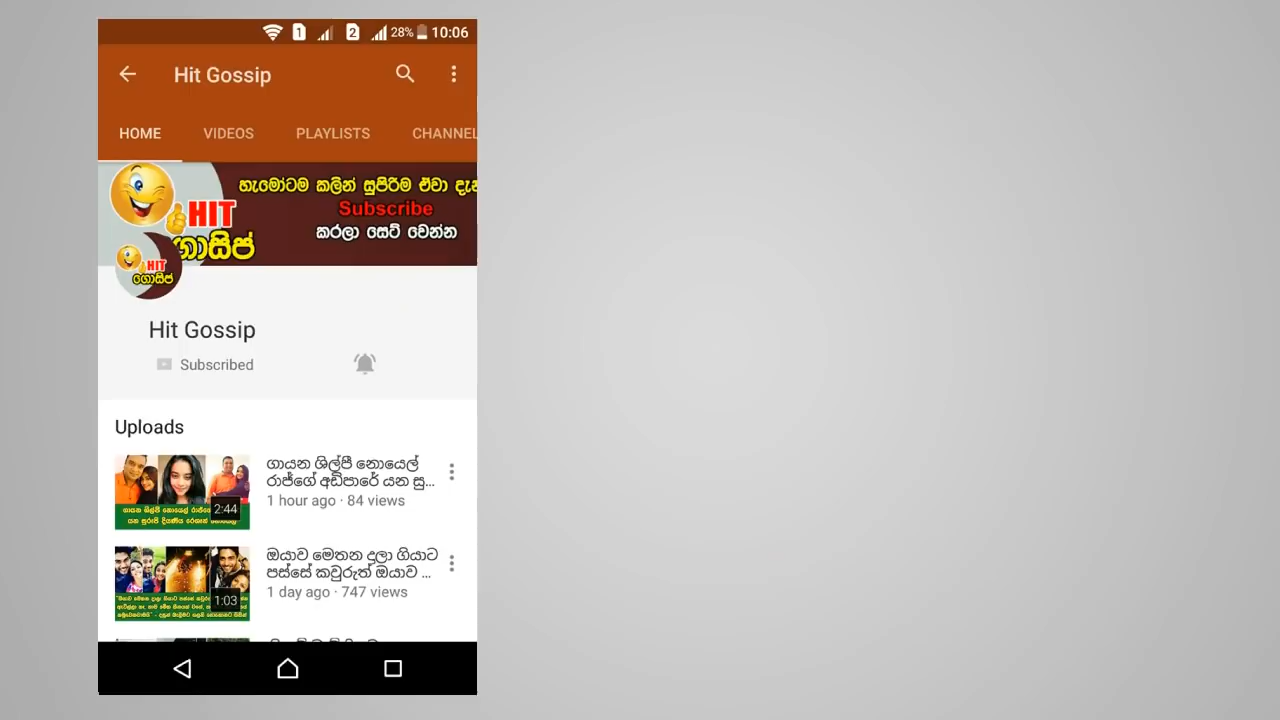 1 2 28% 10:06
Hit Gossip
HOME VIDEOS PLAYLISTS CHANNEL
හැමෝටම කලින් සුපිරිම ඒවා
Subscribe
කරලා සෙට් වෙන්න
HIT
ගොසිප්
HIT
ගොසිප්
Hit Gossip
Subscribed
Uploads
ගායන ශිල්පී නොයෙල්
රාජ්ගේ අඩිපාරේ යන සු...
1 hour ago · 84 views
2:44
ඔයාව මෙතන දාලා ගියාට
පස්සේ කවුරුත් ඔයාව ...
1 day ago · 747 views
1:03